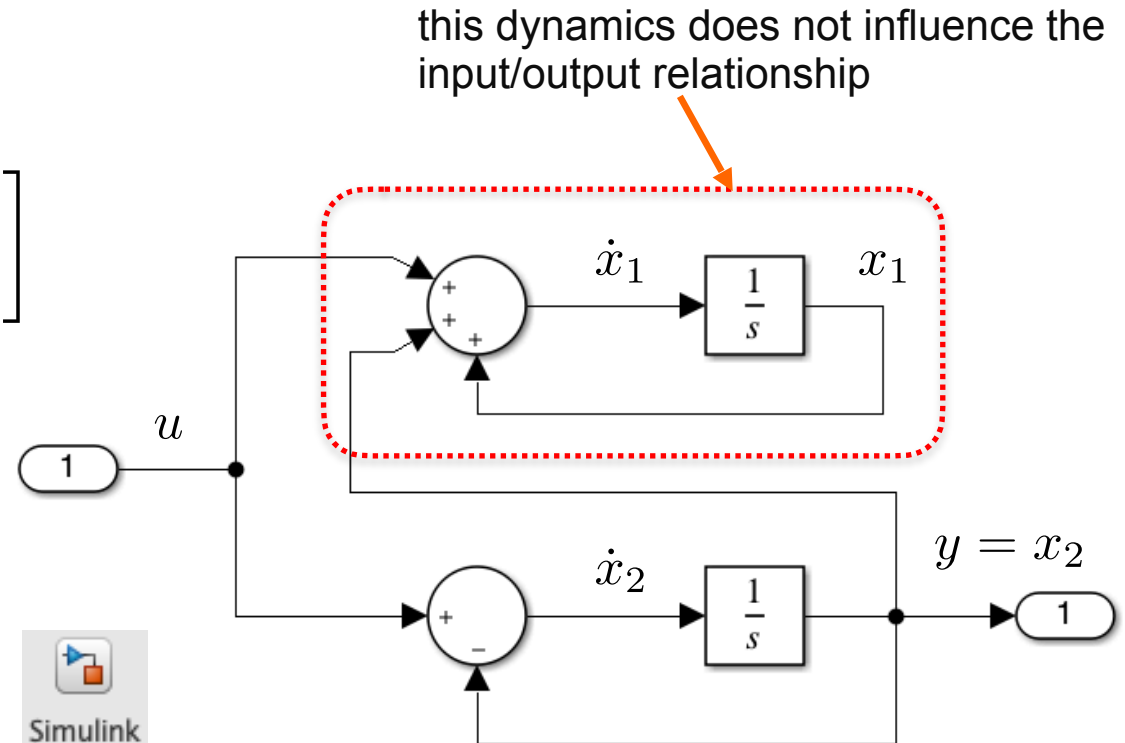 this dynamics does not influence the
input/output relationship
ẋ₁
x₁
+
+
+
1
s
u
1
y = x₂
ẋ₂
+
−
1
s
1
Simulink